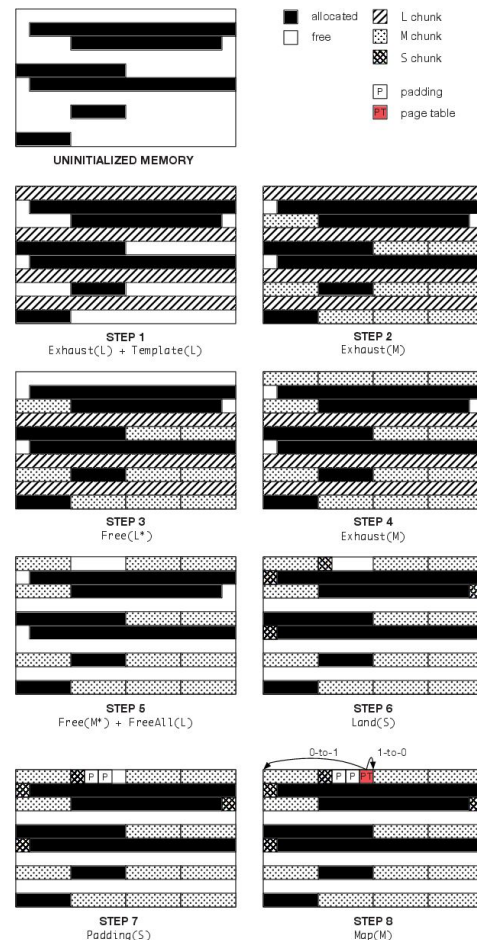 allocated
free
L chunk
M chunk
S chunk
P padding
PT page table
UNINITIALIZED MEMORY
STEP 1
Exhaust(L) + Template(L)
STEP 2
Exhaust(M)
STEP 3
Free(L*)
STEP 4
Exhaust(M)
STEP 5
Free(M*) + FreeAll(L)
STEP 6
Land(S)
P P
STEP 7
Padding(S)
0-to-1 1-to-0
P P PT
STEP 8
Map(M)